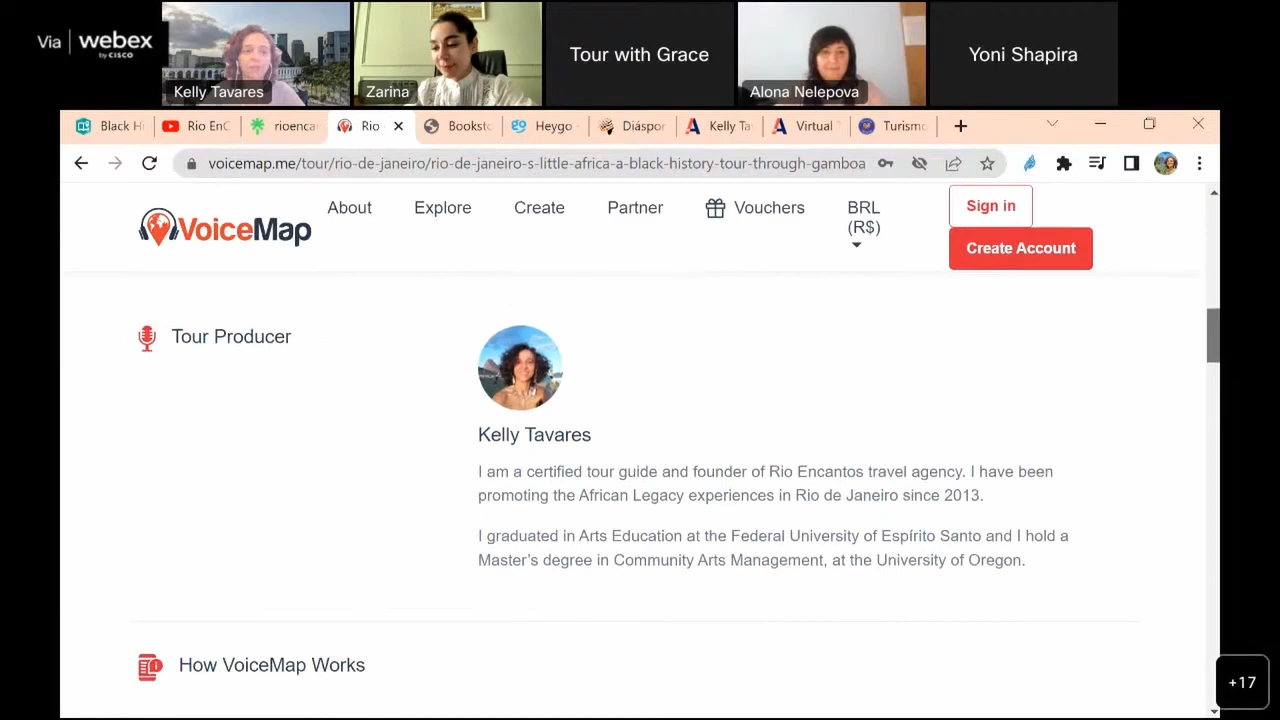 Via webex
by CISCO
Kelly Tavares
Zarina
Tour with Grace
Alona Nelepova
Yoni Shapira
Black Hi
Rio EnC
rioenca
Rio
Booksto
Heygo -
Diáspor
Kelly Ta
Virtual T
Turismo
voicemap.me/tour/rio-de-janeiro/rio-de-janeiro-s-little-africa-a-black-history-tour-through-gamboa
VoiceMap
About
Explore
Create
Partner
Vouchers
BRL
(R$)
Sign in
Create Account
Tour Producer
Kelly Tavares
I am a certified tour guide and founder of Rio Encantos travel agency. I have been
promoting the African Legacy experiences in Rio de Janeiro since 2013.
I graduated in Arts Education at the Federal University of Espírito Santo and I hold a
Master's degree in Community Arts Management, at the University of Oregon.
How VoiceMap Works
+17